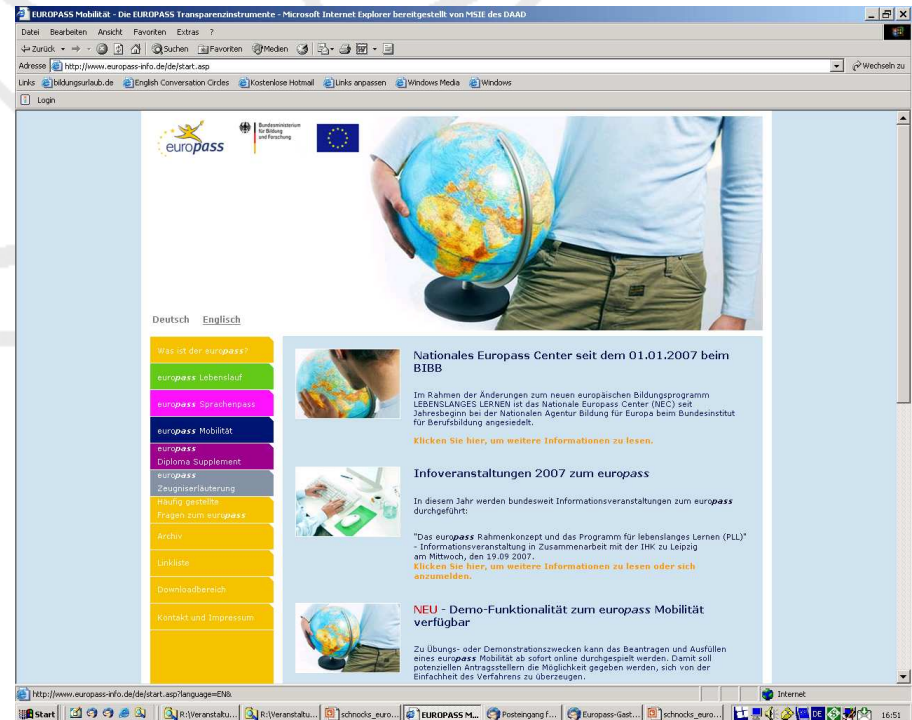 EUROPASS Mobilität - Die EUROPASS Transparenzinstrumente - Microsoft Internet Explorer bereitgestellt von MSIE des DAAD
Datei Bearbeiten Ansicht Favoriten Extras ?
Zurück Suchen Favoriten Medien
Adresse http://www.europass-info.de/de/start.asp Wechseln zu
Links bildungsurlaub.de English Conversation Circles Kostenlose Hotmail Links anpassen Windows Media Windows
Login
europass
Bundesministerium
für Bildung
und Forschung
Deutsch Englisch
Was ist der europass?
europass Lebenslauf
europass Sprachenpass
europass Mobilität
europass
Diploma Supplement
europass
Zeugniserläuterung
Häufig gestellte
Fragen zum europass
Archiv
Linkliste
Downloadbereich
Kontakt und Impressum
Nationales Europass Center seit dem 01.01.2007 beim
BIBB
Im Rahmen der Änderungen zum neuen europäischen Bildungsprogramm
LEBENSLANGES LERNEN ist das Nationale Europass Center (NEC) seit
Jahresbeginn bei der Nationalen Agentur Bildung für Europa beim Bundesinstitut
für Berufsbildung angesiedelt.
Klicken Sie hier, um weitere Informationen zu lesen.
Infoveranstaltungen 2007 zum europass
In diesem Jahr werden bundesweit Informationsveranstaltungen zum europass
durchgeführt:
"Das europass Rahmenkonzept und das Programm für lebenslanges Lernen (PLL)"
- Informationsveranstaltung in Zusammenarbeit mit der IHK zu Leipzig
am Mittwoch, den 19.09 2007.
Klicken Sie hier, um weitere Informationen zu lesen oder sich
anzumelden.
NEU - Demo-Funktionalität zum europass Mobilität
verfügbar
Zu Übungs- oder Demonstrationszwecken kann das Beantragen und Ausfüllen
eines europass Mobilität ab sofort online durchgespielt werden. Damit soll
potenziellen Antragsstellern die Möglichkeit gegeben werden, sich von der
Einfachheit des Verfahrens zu überzeugen.
http://www.europass-info.de/de/start.asp?language=EN& Internet
Start R:\Veranstaltu... R:\Veranstaltu... schnocks_euro... EUROPASS M... Posteingang f... Europass-Gast... schnocks_euro... DE 16:51